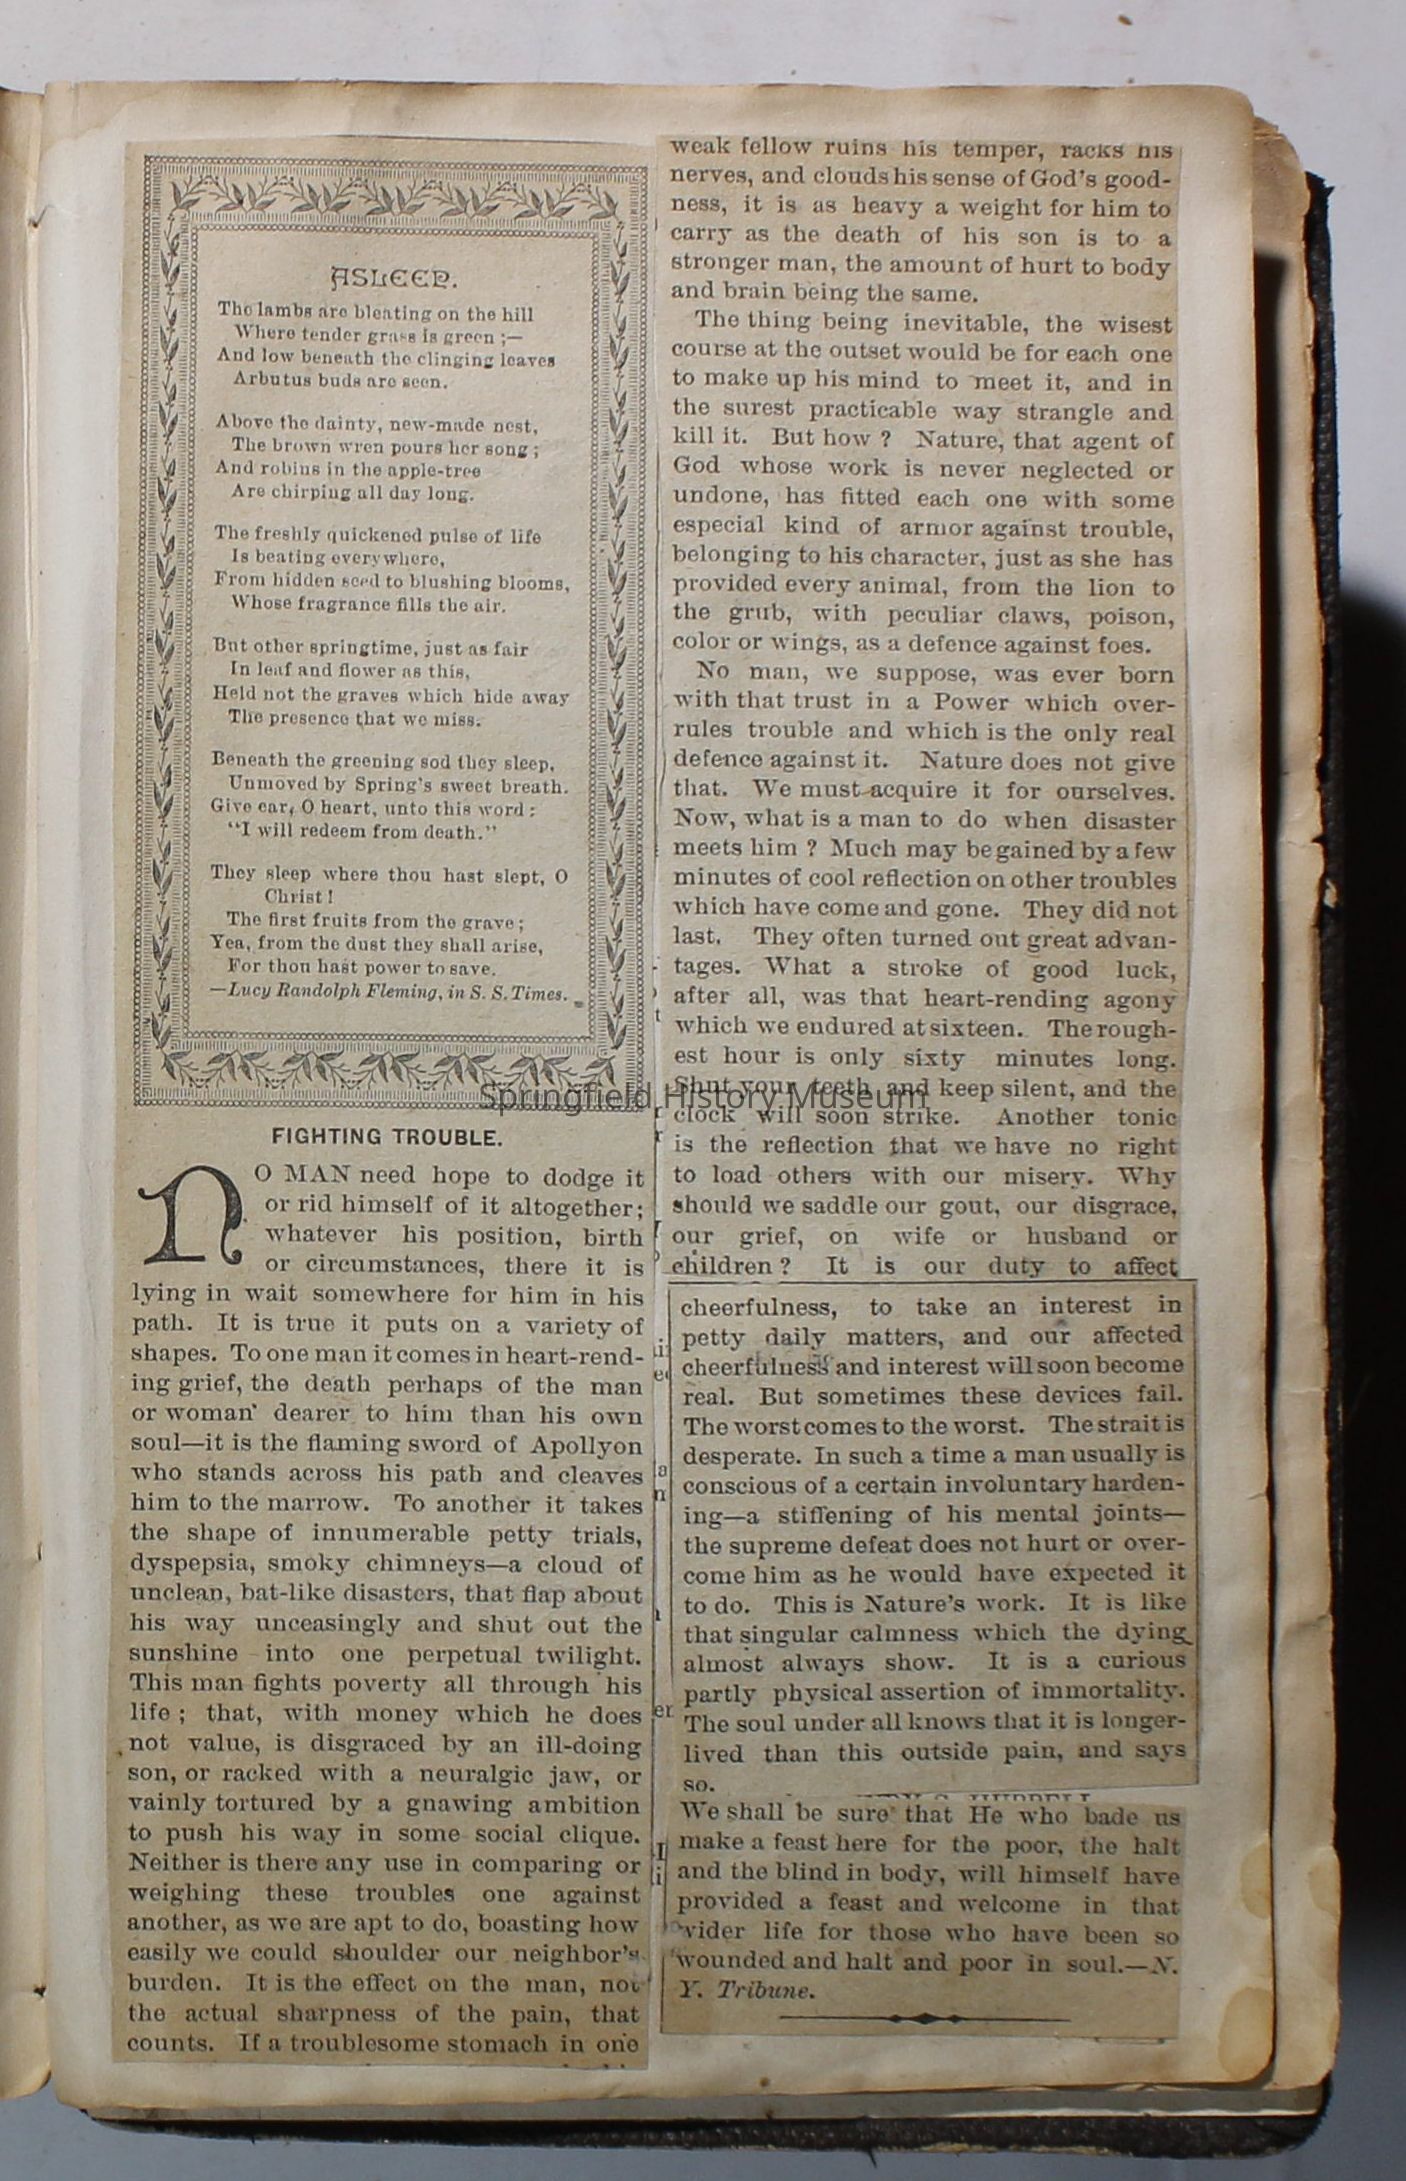 ASLEEP.
The lambs are bleating on the hill
Where tender grass is green ;—
And low beneath the clinging leaves
Arbutus buds are seen.
Above the dainty, new-made nest,
The brown wren pours her song ;
And robins in the apple-tree
Are chirping all day long.
The freshly quickened pulse of life
Is beating everywhere,
From hidden seed to blushing blooms,
Whose fragrance fills the air.
But other springtime, just as fair
In leaf and flower as this,
Held not the graves which hide away
The presence that we miss.
Beneath the greening sod they sleep,
Unmoved by Spring's sweet breath.
Give ear, O heart, unto this word :
"I will redeem from death."
They sleep where thou hast slept, O
Christ !
The first fruits from the grave ;
Yea, from the dust they shall arise,
For thou hast power to save.
—Lucy Randolph Fleming, in S. S. Times.
FIGHTING TROUBLE.
NO MAN need hope to dodge it
or rid himself of it altogether;
whatever his position, birth
or circumstances, there it is
lying in wait somewhere for him in his
path. It is true it puts on a variety of
shapes. To one man it comes in heart-rend-
ing grief, the death perhaps of the man
or woman dearer to him than his own
soul—it is the flaming sword of Apollyon
who stands across his path and cleaves
him to the marrow. To another it takes
the shape of innumerable petty trials,
dyspepsia, smoky chimneys—a cloud of
unclean, bat-like disasters, that flap about
his way unceasingly and shut out the
sunshine into one perpetual twilight.
This man fights poverty all through his
life ; that, with money which he does
not value, is disgraced by an ill-doing
son, or racked with a neuralgic jaw, or
vainly tortured by a gnawing ambition
to push his way in some social clique.
Neither is there any use in comparing or
weighing these troubles one against
another, as we are apt to do, boasting how
easily we could shoulder our neighbor's
burden. It is the effect on the man, not
the actual sharpness of the pain, that
counts. If a troublesome stomach in one
weak fellow ruins his temper, racks his
nerves, and clouds his sense of God's good-
ness, it is as heavy a weight for him to
carry as the death of his son is to a
stronger man, the amount of hurt to body
and brain being the same.
The thing being inevitable, the wisest
course at the outset would be for each one
to make up his mind to meet it, and in
the surest practicable way strangle and
kill it. But how ? Nature, that agent of
God whose work is never neglected or
undone, has fitted each one with some
especial kind of armor against trouble,
belonging to his character, just as she has
provided every animal, from the lion to
the grub, with peculiar claws, poison,
color or wings, as a defence against foes.
No man, we suppose, was ever born
with that trust in a Power which over-
rules trouble and which is the only real
defence against it. Nature does not give
that. We must acquire it for ourselves.
Now, what is a man to do when disaster
meets him ? Much may be gained by a few
minutes of cool reflection on other troubles
which have come and gone. They did not
last. They often turned out great advan-
tages. What a stroke of good luck,
after all, was that heart-rending agony
which we endured at sixteen. The rough-
est hour is only sixty minutes long.
Shut your teeth and keep silent, and the
Springfield History Museum
clock will soon strike. Another tonic
is the reflection that we have no right
to load others with our misery. Why
should we saddle our gout, our disgrace,
our grief, on wife or husband or
children ? It is our duty to affect
cheerfulness, to take an interest in
petty daily matters, and our affected
cheerfulness and interest will soon become
real. But sometimes these devices fail.
The worst comes to the worst. The strait is
desperate. In such a time a man usually is
conscious of a certain involuntary harden-
ing—a stiffening of his mental joints—
the supreme defeat does not hurt or over-
come him as he would have expected it
to do. This is Nature's work. It is like
that singular calmness which the dying
almost always show. It is a curious
partly physical assertion of immortality.
The soul under all knows that it is longer-
lived than this outside pain, and says
so.
We shall be sure that He who bade us
make a feast here for the poor, the halt
and the blind in body, will himself have
provided a feast and welcome in that
wider life for those who have been so
wounded and halt and poor in soul.—N.
Y. Tribune.